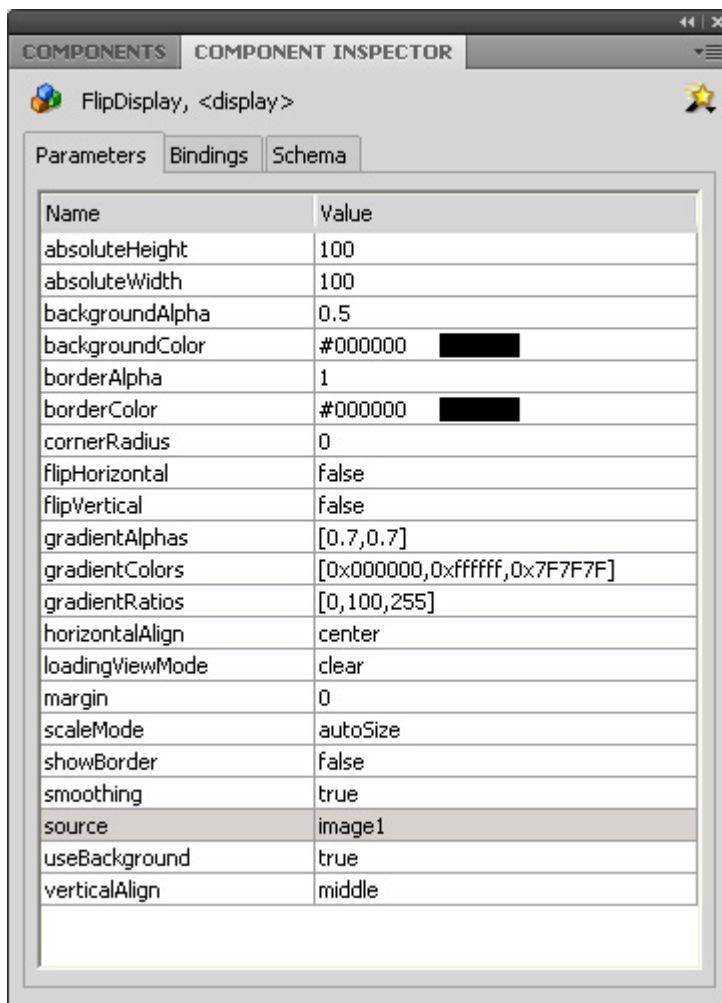 COMPONENTS COMPONENT INSPECTOR
FlipDisplay, <display>
Parameters Bindings Schema
Name Value
absoluteHeight 100
absoluteWidth 100
backgroundAlpha 0.5
backgroundColor #000000
borderAlpha 1
borderColor #000000
cornerRadius 0
flipHorizontal false
flipVertical false
gradientAlphas [0.7,0.7]
gradientColors [0x000000,0xffffff,0x7F7F7F]
gradientRatios [0,100,255]
horizontalAlign center
loadingViewMode clear
margin 0
scaleMode autoSize
showBorder false
smoothing true
source image1
useBackground true
verticalAlign middle